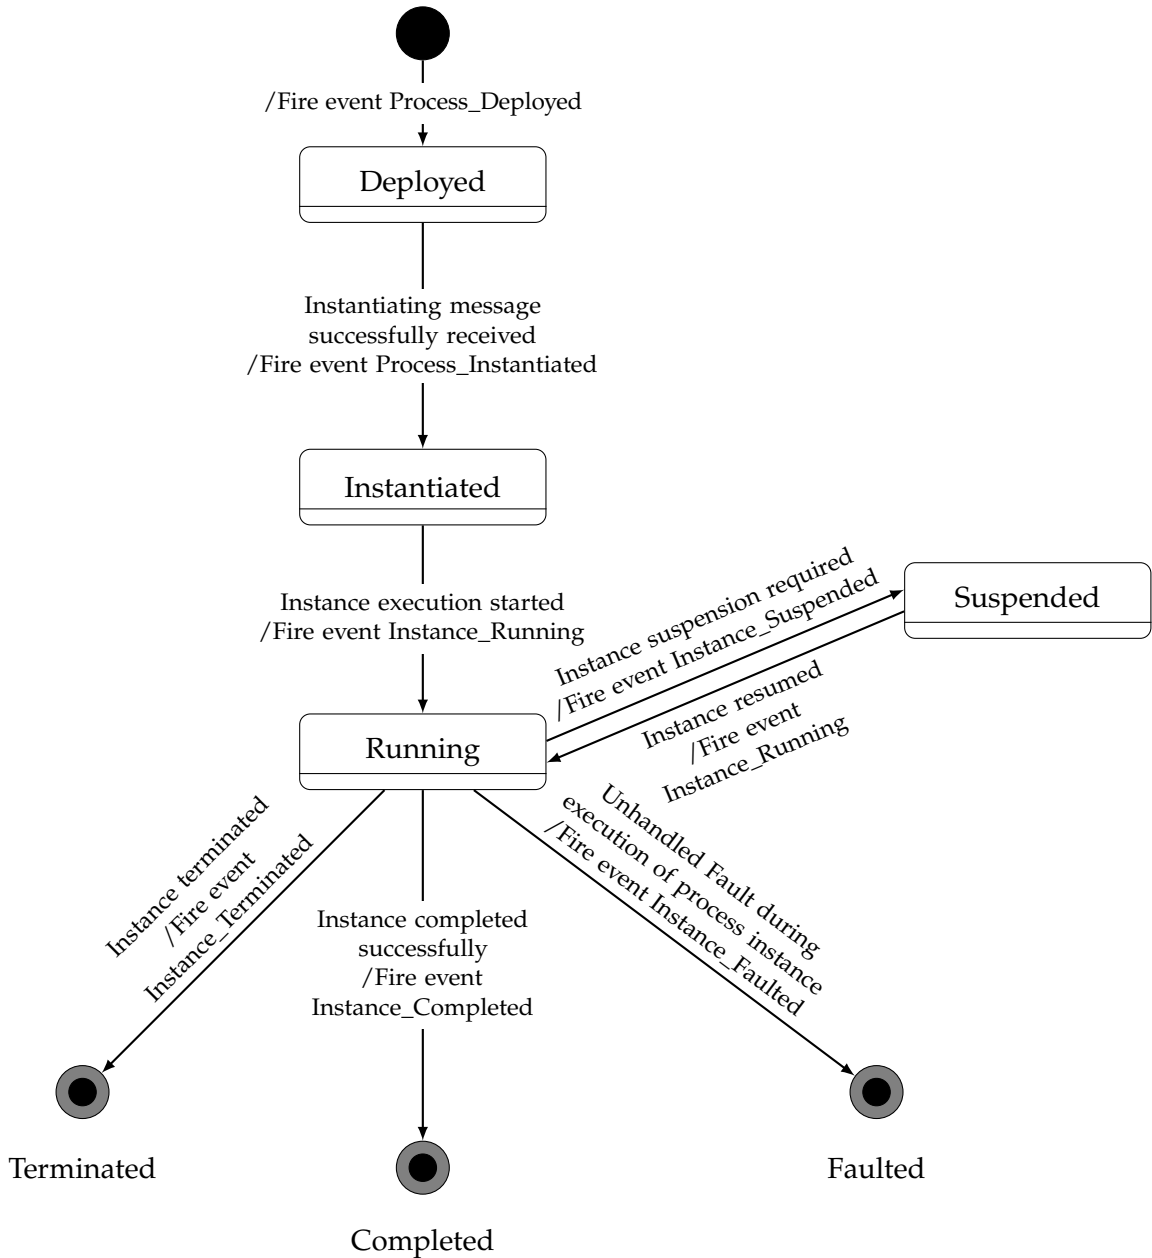 /Fire event Process_Deployed
Deployed
Instantiating message
successfully received
/Fire event Process_Instantiated
Instantiated
Instance execution started
/Fire event Instance_Running
Instance suspension required
/Fire event Instance_Suspended
Suspended
Instance resumed
/Fire event
Instance_Running
Running
Instance terminated
/Fire event
Instance_Terminated
Instance completed
successfully
/Fire event
Instance_Completed
Unhandled Fault during
execution of process instance
/Fire event Instance_Faulted
Terminated
Completed
Faulted